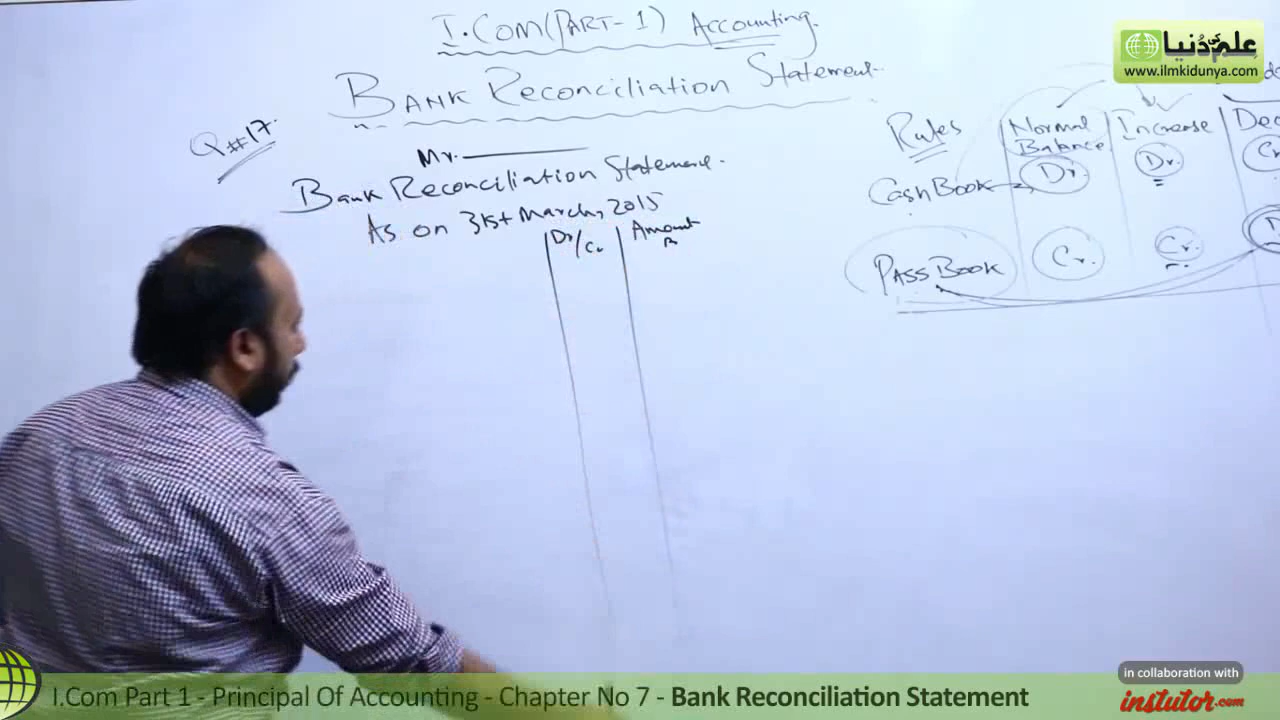 I.COM (PART-1) Accounting.
BANK Reconciliation Statement.
Q#17.
Mr.
Bank Reconciliation Statement.
As on 31st March, 2015
Dr/Cr
Amount
Rules
Normal Balance
Increase
Dec
Cash Book
Dr.
Dr.
Cr
PASS Book
Cr.
Cr.
D
علم کی دنیا
www.ilmkidunya.com
in collaboration with
instutor.com
I.Com Part 1 - Principal Of Accounting - Chapter No 7 - Bank Reconciliation Statement